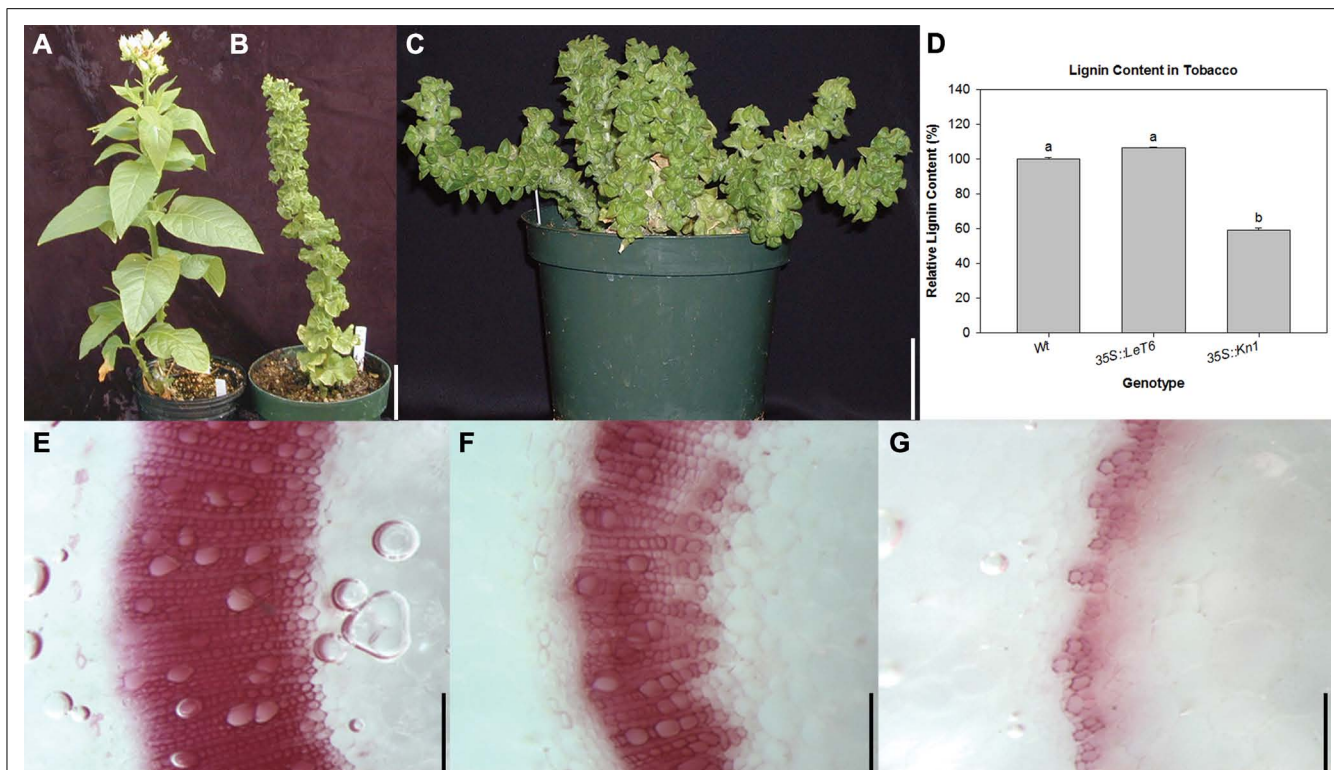 A
B
C
D
Lignin Content in Tobacco
Relative Lignin Content (%)
140
120
100
80
60
40
20
0
a
a
b
Wt
35S::LeT6
35S::Kn1
Genotype
E
F
G